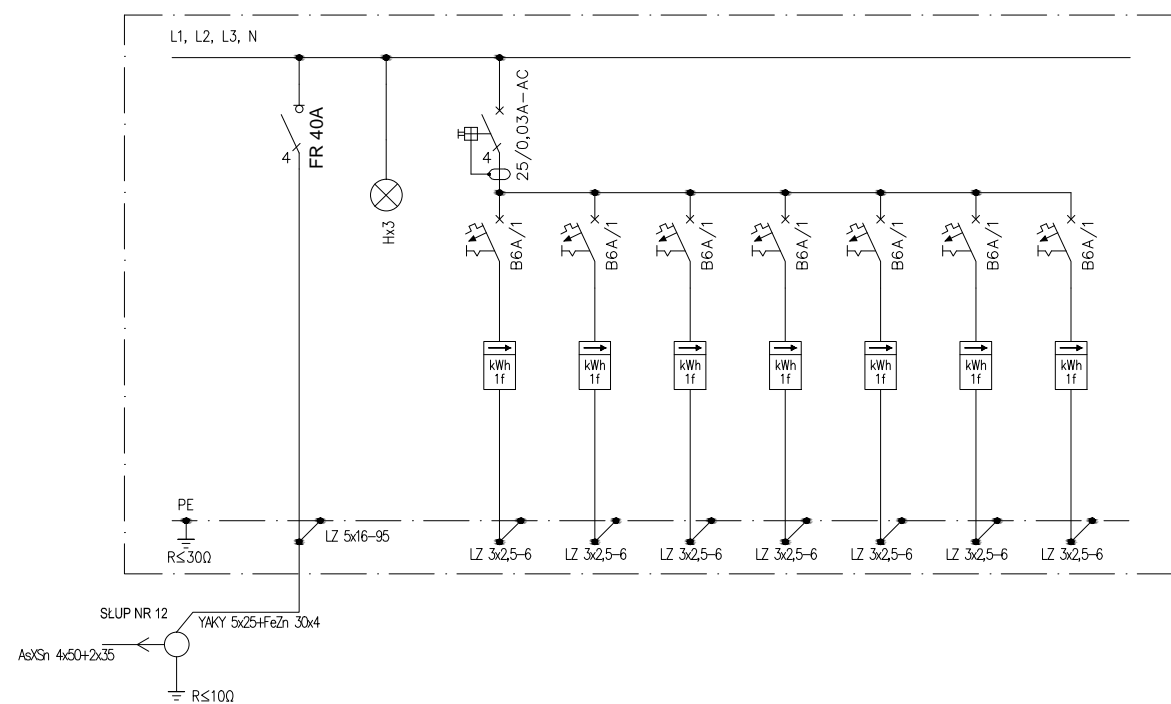 L1, L2, L3, N
FR 40A
4
Hx3
25/0,03A-AC
4
B6A/1
B6A/1
B6A/1
B6A/1
B6A/1
B6A/1
B6A/1
kWh
1f
kWh
1f
kWh
1f
kWh
1f
kWh
1f
kWh
1f
kWh
1f
PE
R≤30Ω
LZ 5x16-95
LZ 3x2,5-6
LZ 3x2,5-6
LZ 3x2,5-6
LZ 3x2,5-6
LZ 3x2,5-6
LZ 3x2,5-6
LZ 3x2,5-6
SŁUP NR 12
YAKY 5x25+FeZn 30x4
AsXSn 4x50+2x35
R≤10Ω